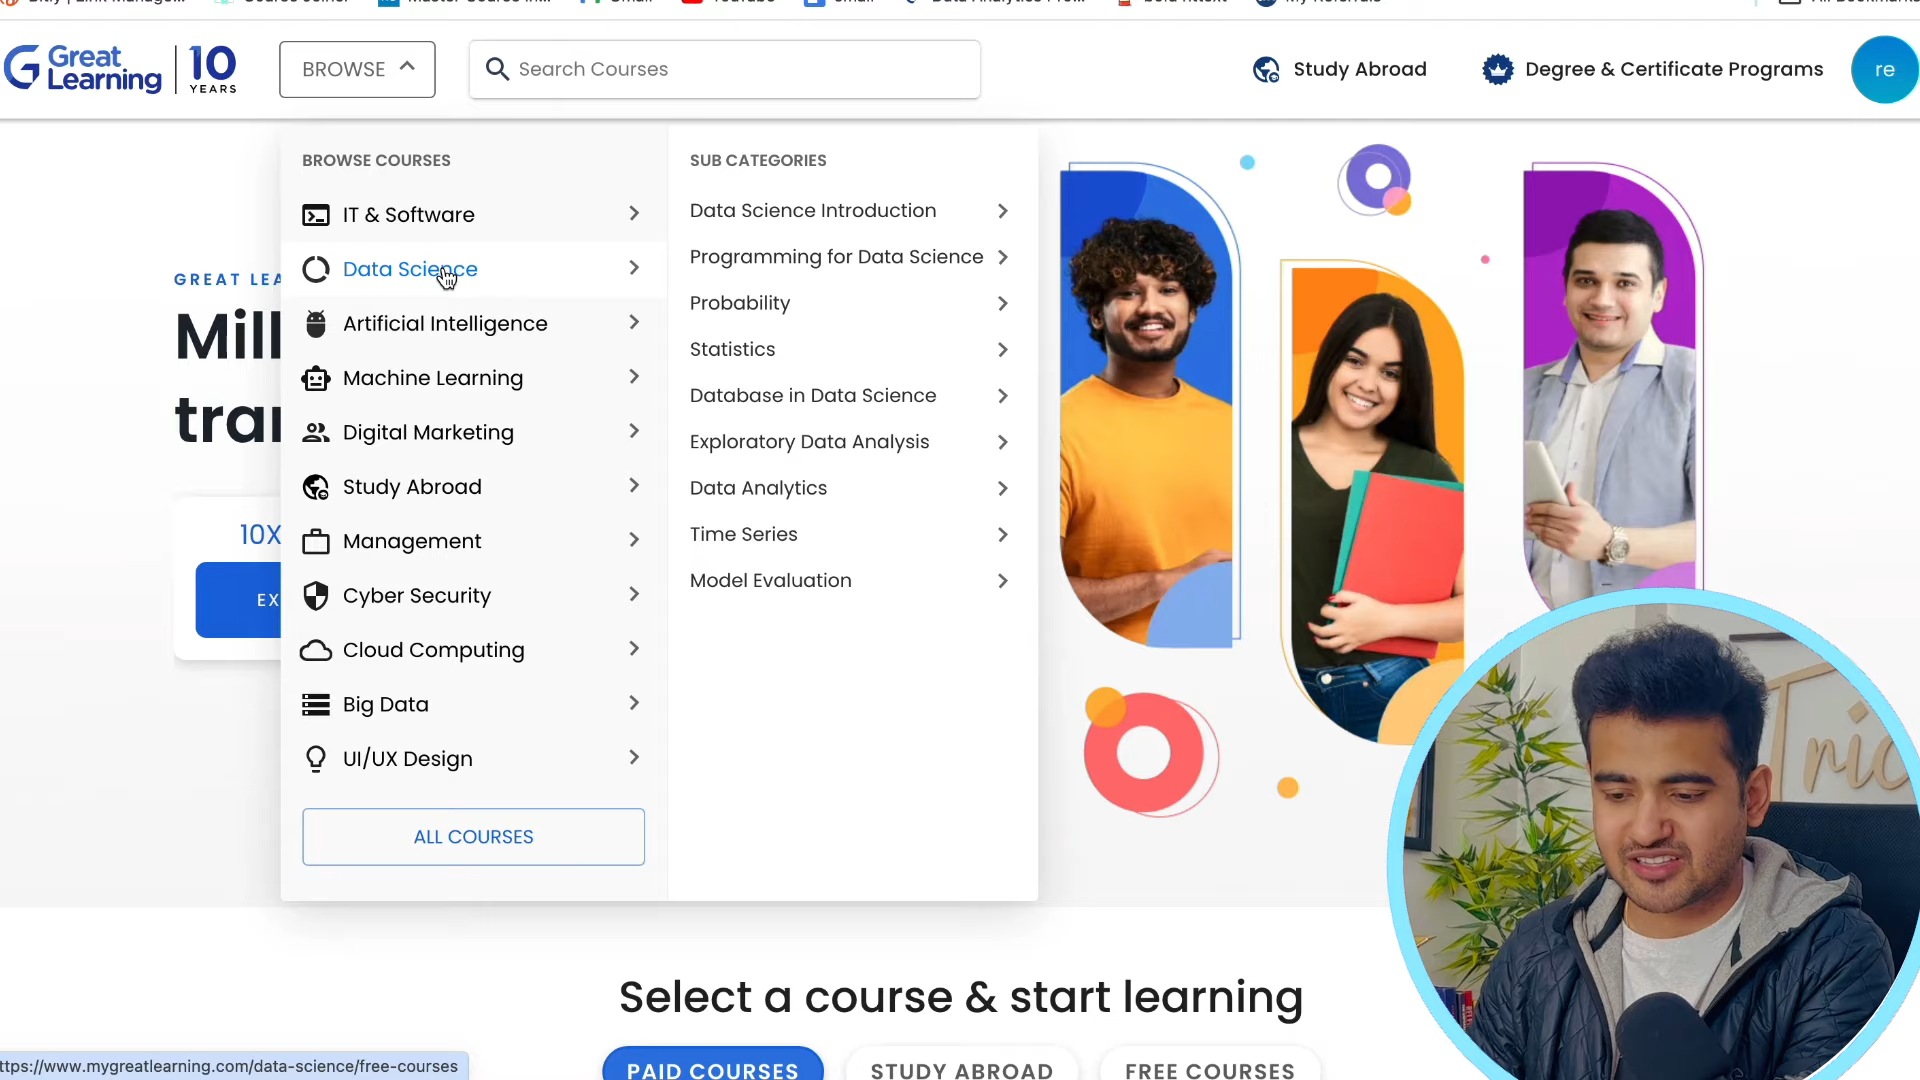 Great Learning
10 YEARS
BROWSE
Search Courses
Study Abroad
Degree & Certificate Programs
re
BROWSE COURSES
IT & Software
Data Science
Artificial Intelligence
Machine Learning
Digital Marketing
Study Abroad
Management
Cyber Security
Cloud Computing
Big Data
UI/UX Design
ALL COURSES
SUB CATEGORIES
Data Science Introduction
Programming for Data Science
Probability
Statistics
Database in Data Science
Exploratory Data Analysis
Data Analytics
Time Series
Model Evaluation
GREAT LEA
Mill
tran
10X
EX
Select a course & start learning
PAID COURSES
STUDY ABROAD
FREE COURSES
ttps://www.mygreatlearning.com/data-science/free-courses